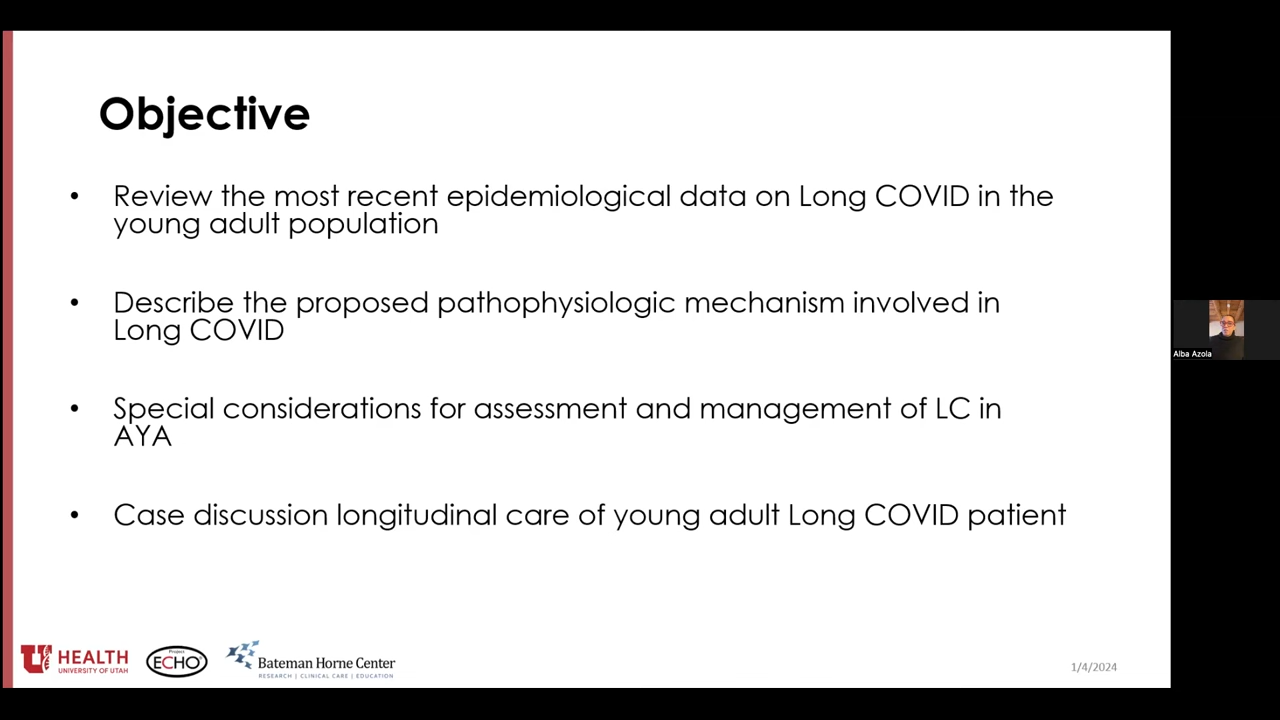 Objective
• Review the most recent epidemiological data on Long COVID in the
young adult population
• Describe the proposed pathophysiologic mechanism involved in
Long COVID
• Special considerations for assessment and management of LC in
AYA
• Case discussion longitudinal care of young adult Long COVID patient
Alba Azola
U HEALTH
UNIVERSITY OF UTAH
Project
ECHO
Bateman Horne Center
RESEARCH | CLINICAL CARE | EDUCATION
1/4/2024